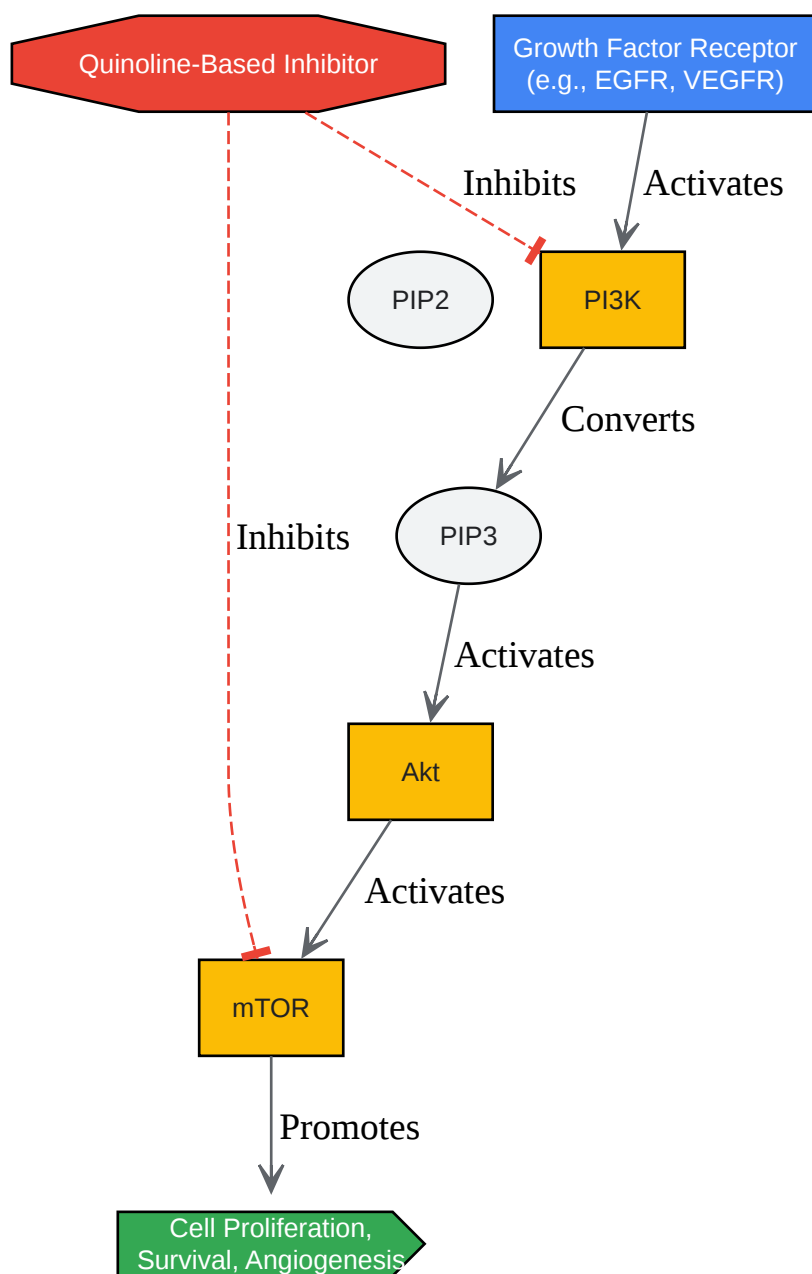 Quinoline-Based Inhibitor
Growth Factor Receptor
(e.g., EGFR, VEGFR)
Inhibits
Activates
PIP2
PI3K
Converts
PIP3
Inhibits
Activates
Akt
Activates
mTOR
Promotes
Cell Proliferation,
Survival, Angiogenesis